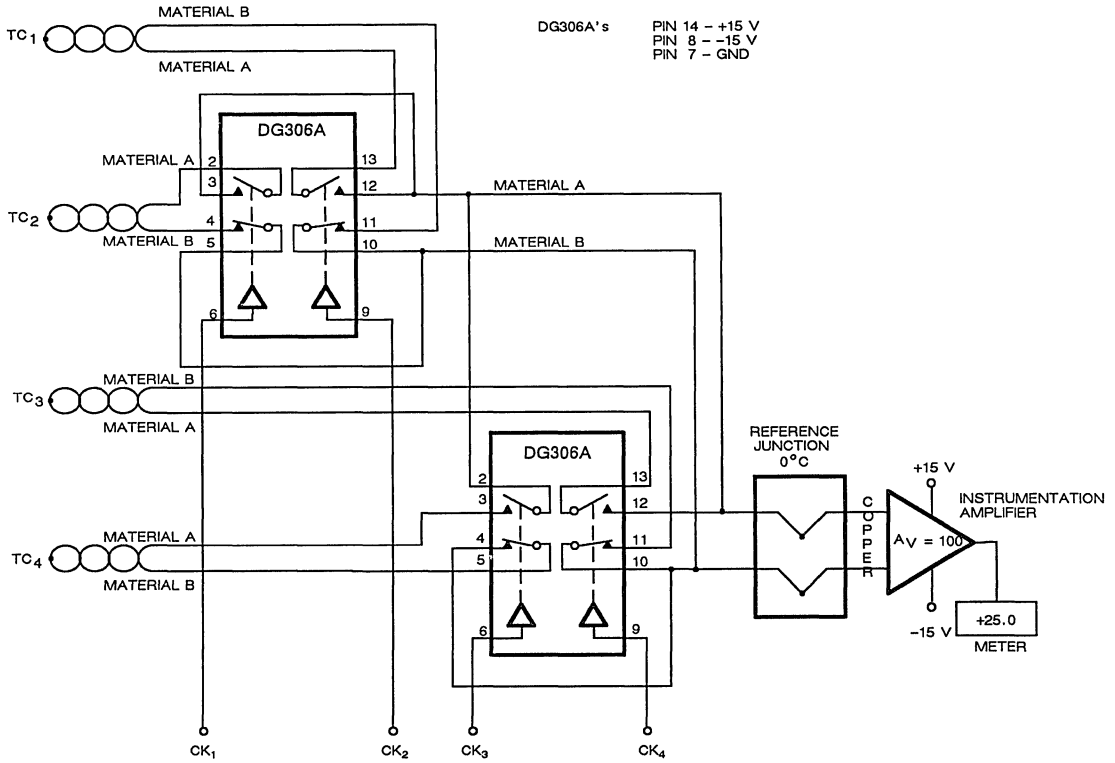 MATERIAL B
TC1
MATERIAL A
DG306A's PIN 14 - +15 V
PIN 8 - -15 V
PIN 7 - GND
DG306A
MATERIAL A 2 13
3 12 MATERIAL A
TC2
4 11
MATERIAL B 5 10 MATERIAL B
6 9
MATERIAL B
TC3
MATERIAL A
DG306A
REFERENCE
JUNCTION
0°C
+15 V
2 13
3 12
INSTRUMENTATION
AMPLIFIER
COPPER
AV = 100
MATERIAL A
4 11
TC4
5 10
MATERIAL B
6 9
-15 V
+25.0
METER
CK1 CK2 CK3 CK4